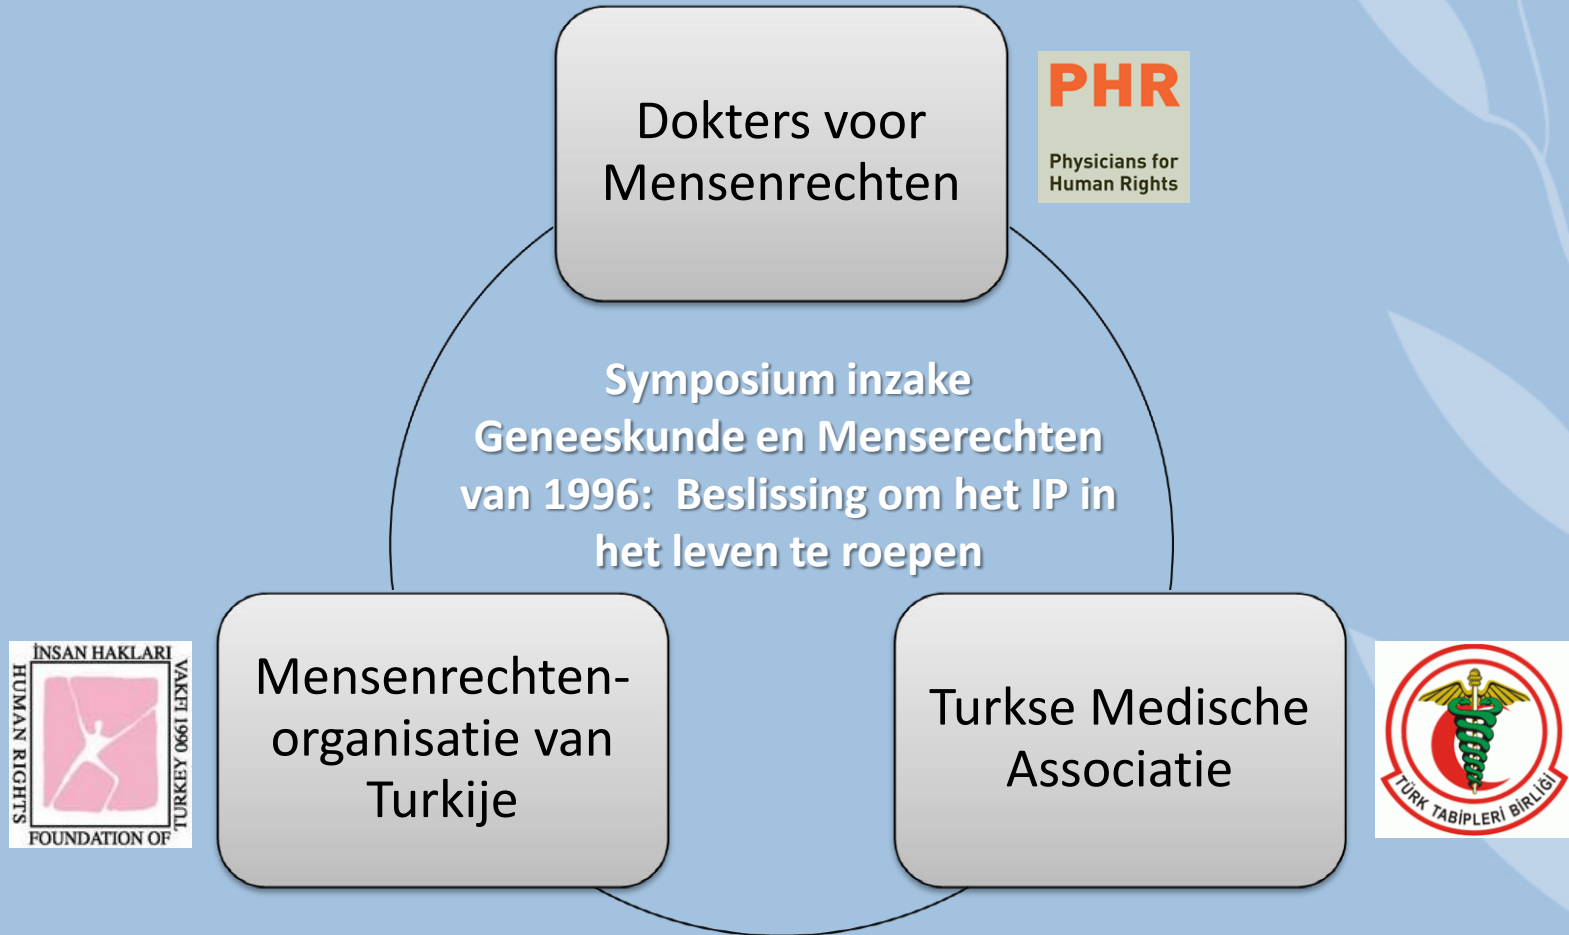 Dokters voor
Mensenrechten
PHR
Physicians for
Human Rights
Symposium inzake
Geneeskunde en Menserechten
van 1996:  Beslissing om het IP in
het leven te roepen
İNSAN HAKLARI
VAKFI 1990 TURKEY
HUMAN RIGHTS
FOUNDATION OF
Mensenrechten-
organisatie van
Turkije
Turkse Medische
Associatie
TÜRK TABİPLERİ BİRLİĞİ